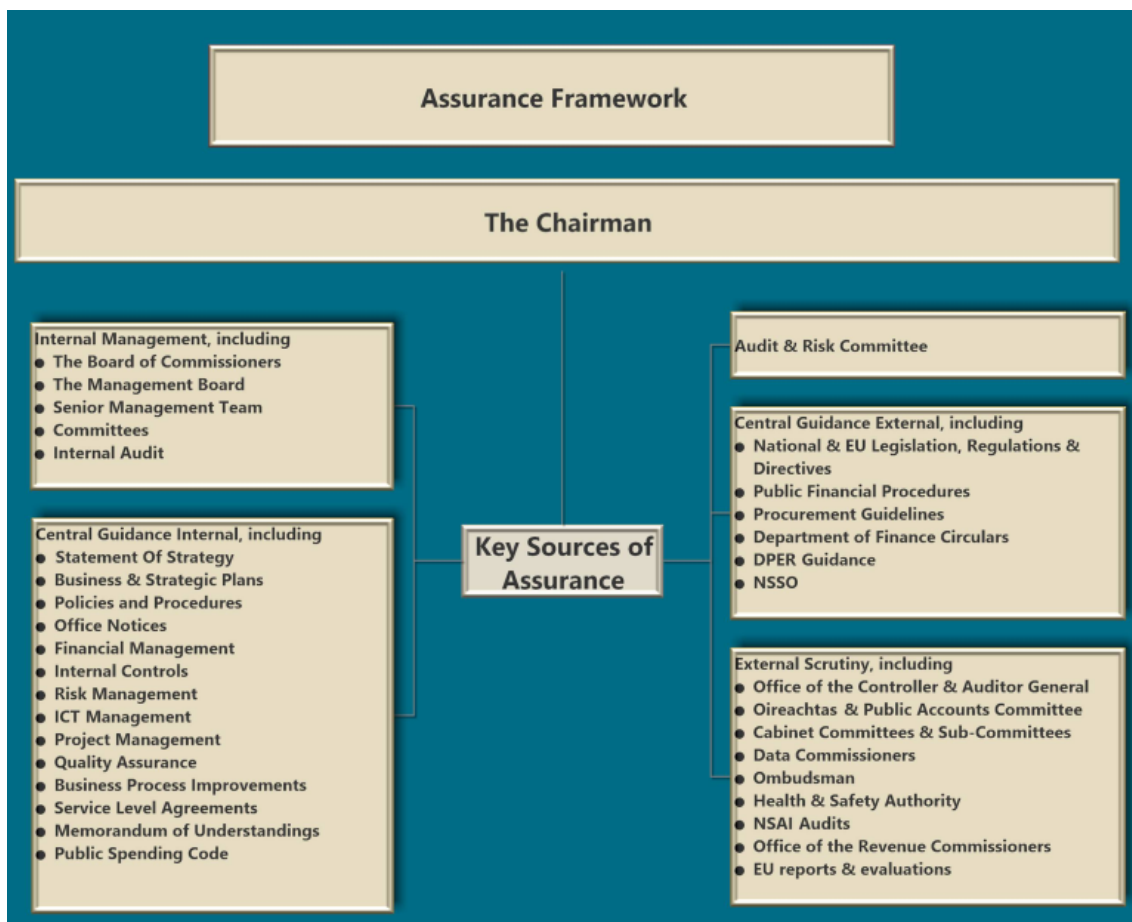 Assurance Framework
The Chairman
Internal Management, including
● The Board of Commissioners
● The Management Board
● Senior Management Team
● Committees
● Internal Audit
Central Guidance Internal, including
● Statement Of Strategy
● Business & Strategic Plans
● Policies and Procedures
● Office Notices
● Financial Management
● Internal Controls
● Risk Management
● ICT Management
● Project Management
● Quality Assurance
● Business Process Improvements
● Service Level Agreements
● Memorandum of Understandings
● Public Spending Code
Key Sources of
Assurance
Audit & Risk Committee
Central Guidance External, including
● National & EU Legislation, Regulations &
Directives
● Public Financial Procedures
● Procurement Guidelines
● Department of Finance Circulars
● DPER Guidance
● NSSO
External Scrutiny, including
● Office of the Controller & Auditor General
● Oireachtas & Public Accounts Committee
● Cabinet Committees & Sub-Committees
● Data Commissioners
● Ombudsman
● Health & Safety Authority
● NSAI Audits
● Office of the Revenue Commissioners
● EU reports & evaluations